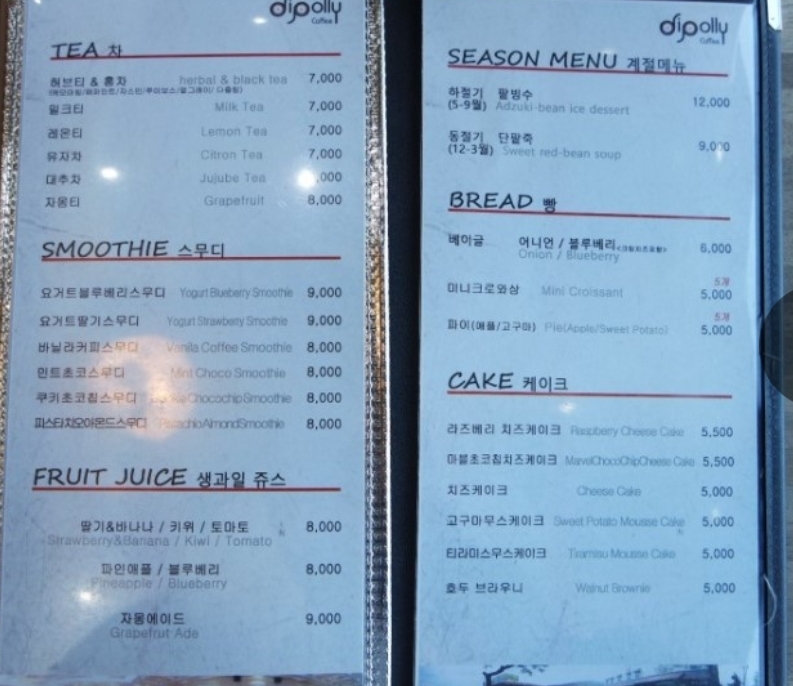 dipolly
Coffee
TEA 차
허브티 & 홍차 herbal & black tea 7,000
밀크티 Milk Tea 7,000
레몬티 Lemon Tea 7,000
유자차 Citron Tea 7,000
대추차 Jujube Tea ,000
자몽티 Grapefruit 8,000
SMOOTHIE 스무디
요거트블루베리스무디 Yogurt Blueberry Smoothie 9,000
요거트딸기스무디 Yogurt Strawberry Smoothie 9,000
바닐라커피스무디 Vanila Coffee Smoothie 8,000
민트초코스무디 Mint Choco Smoothie 8,000
쿠키초코칩스무디 Chocochip Smoothie 8,000
피스타치오아몬드스무디 Pistachio Almond Smoothie 8,000
FRUIT JUICE 생과일 쥬스
딸기&바나나 / 키위 / 토마토 8,000
Strawberry&Banana / Kiwi / Tomato
파인애플 / 블루베리 8,000
Pineapple / Blueberry
자몽에이드 9,000
Grapefruit Ade
dipolly
Coffee
SEASON MENU 계절메뉴
하절기 팥빙수 12,000
(5-9월) Adzuki-bean ice dessert
동절기 단팥죽 9,000
(12-3월) Sweet red-bean soup
BREAD 빵
베이글 어니언 / 블루베리<크림치즈포함> 6,000
Onion / Blueberry
5개
미니크로와상 Mini Croissant 5,000
5개
파이(애플/고구마) Pie(Apple/Sweet Potato) 5,000
CAKE 케이크
라즈베리 치즈케이크 Raspberry Cheese Cake 5,500
마블초코칩치즈케이크 MarvelChocoChipCheese Cake 5,500
치즈케이크 Cheese Cake 5,000
고구마무스케이크 Sweet Potato Mousse Cake 5,000
티라미스무스케이크 Tiramisu Mousse Cake 5,000
호두 브라우니 Walnut Brownie 5,000